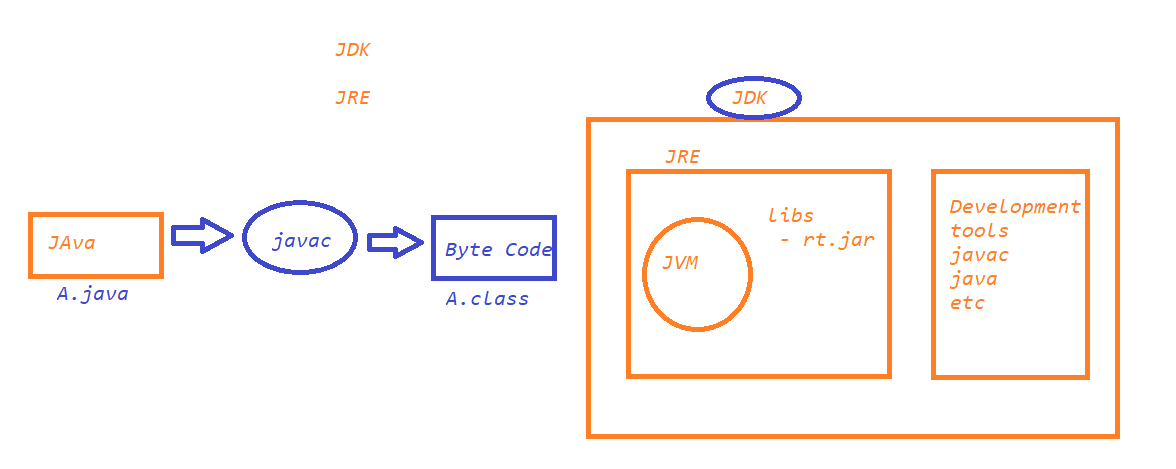 JDK
JRE
JAva
A.java
javac
Byte Code
A.class
JDK
JRE
JVM
libs
- rt.jar
Development
tools
javac
java
etc